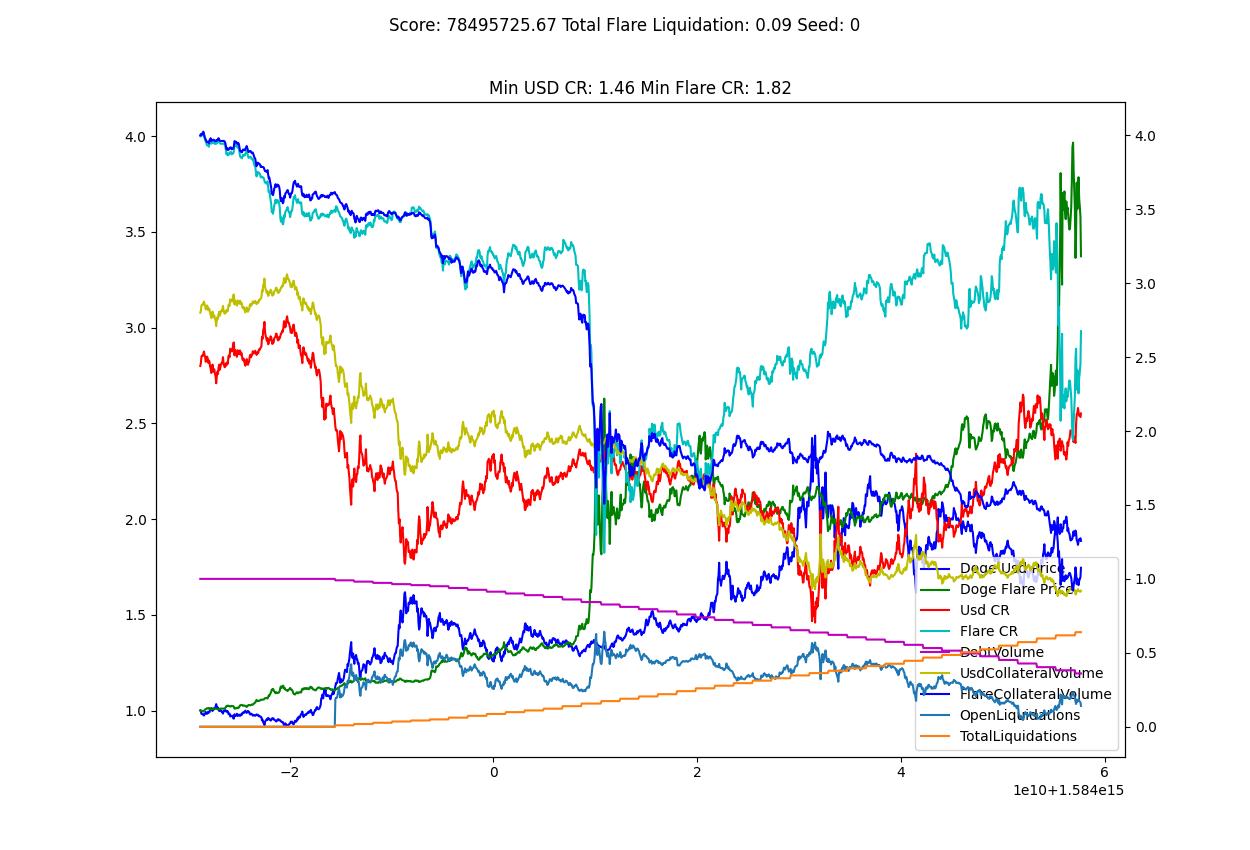 Score: 78495725.67 Total Flare Liquidation: 0.09 Seed: 0
Min USD CR: 1.46 Min Flare CR: 1.82
4.0
3.5
3.0
2.5
2.0
1.5
1.0
4.0
3.5
3.0
2.5
2.0
1.5
1.0
0.5
0.0
Doge Usd Price
Doge Flare Price
Usd CR
Flare CR
DebtVolume
UsdCollateralVolume
FlareCollateralVolume
OpenLiquidations
TotalLiquidations
−2
0
2
4
6
1e10+1.584e15